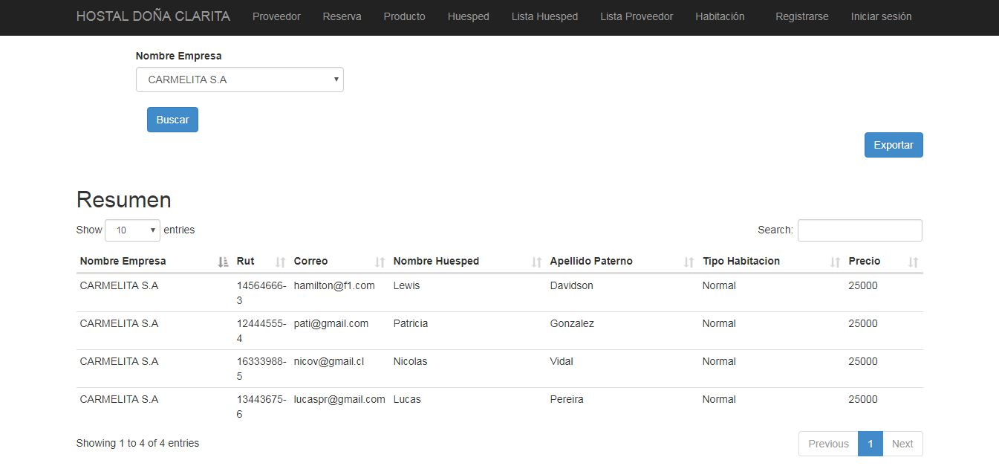 HOSTAL DOÑA CLARITA Proveedor Reserva Producto Huesped Lista Huesped Lista Proveedor Habitación Registrarse Iniciar sesión
Nombre Empresa
CARMELITA S.A
Buscar
Exportar
Resumen
Show 10 entries Search:
Nombre Empresa Rut Correo Nombre Huesped Apellido Paterno Tipo Habitacion Precio
CARMELITA S.A 14564666- hamilton@f1.com Lewis Davidson Normal 25000
3
CARMELITA S.A 12444555- pati@gmail.com Patricia Gonzalez Normal 25000
4
CARMELITA S.A 16333988- nicov@gmail.cl Nicolas Vidal Normal 25000
5
CARMELITA S.A 13443675- lucaspr@gmail.com Lucas Pereira Normal 25000
6
Showing 1 to 4 of 4 entries Previous 1 Next